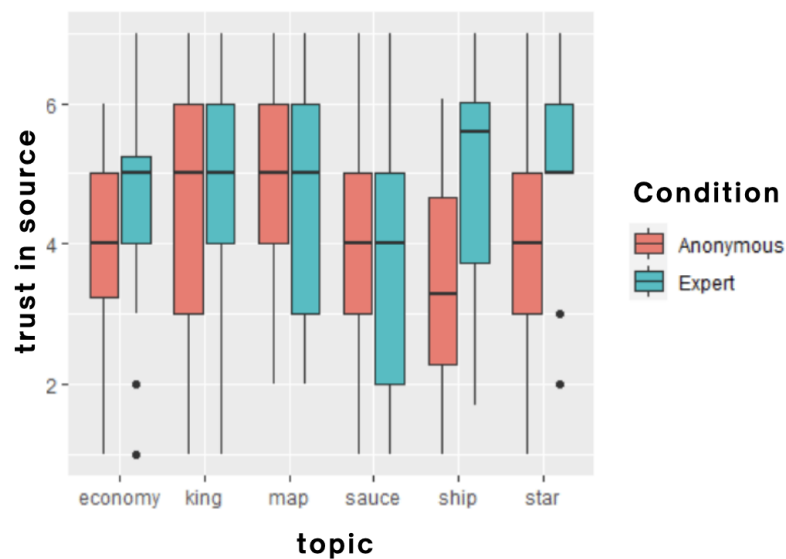 trust in source
6
4
2
economy king map sauce ship star
topic
Condition
Anonymous
Expert